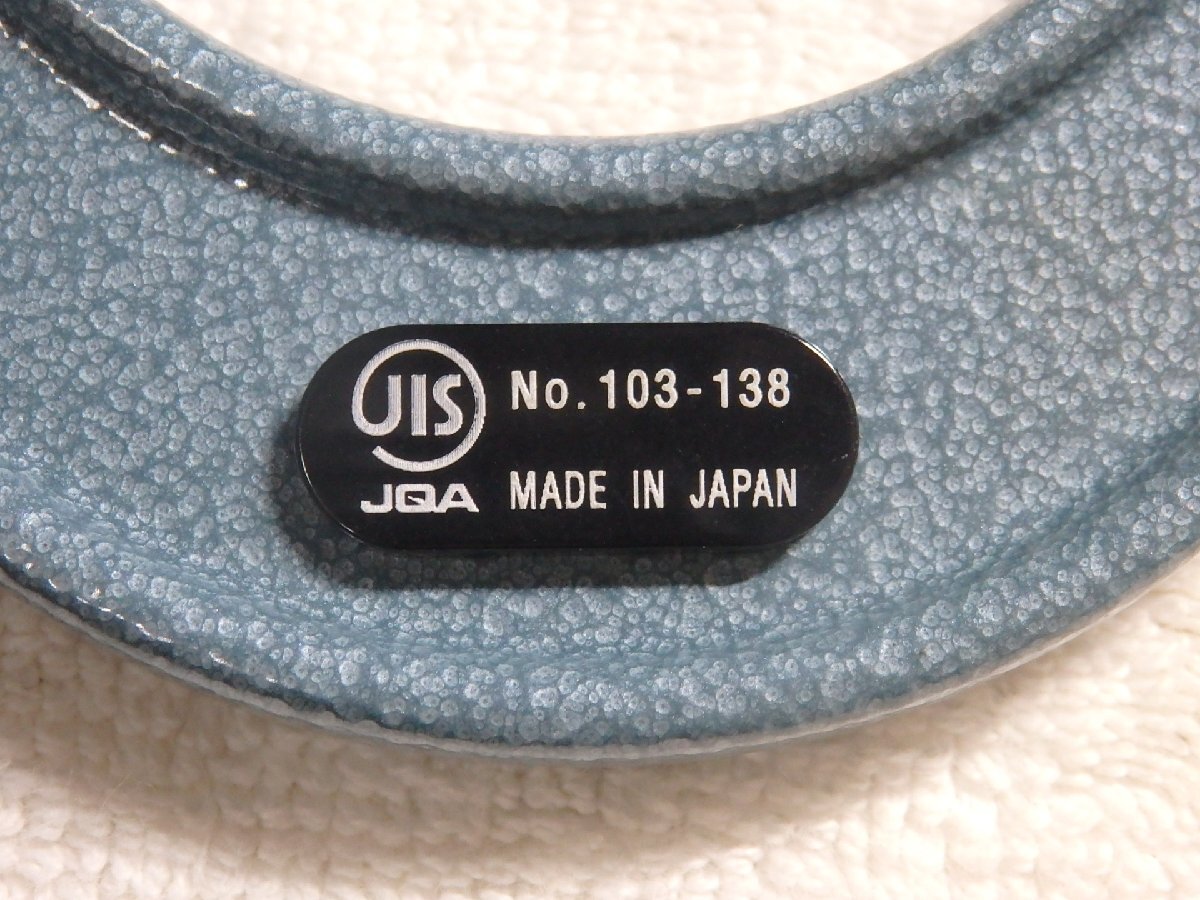 JIS No. 103-138
JQA MADE IN JAPAN